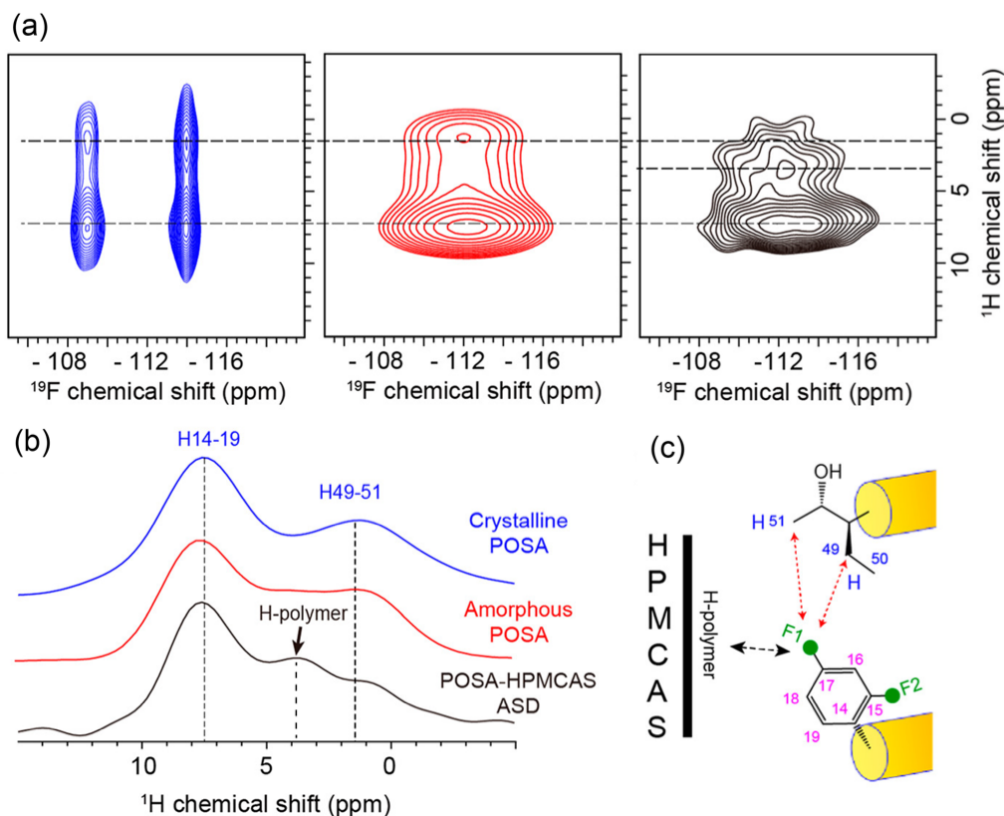 (a)
0
5
10
¹H chemical shift (ppm)
- 108 - 112 - 116
- 108 - 112 - 116
-108 -112 -116
¹⁹F chemical shift (ppm)
¹⁹F chemical shift (ppm)
¹⁹F chemical shift (ppm)
(b)
H14-19
H49-51
Crystalline
POSA
Amorphous
POSA
H-polymer
POSA-HPMCAS
ASD
10 5 0
¹H chemical shift (ppm)
(c)
HPMCAS
H-polymer
OH
H 51
49 50
H
F1
16
17
F2
18
14 15
19